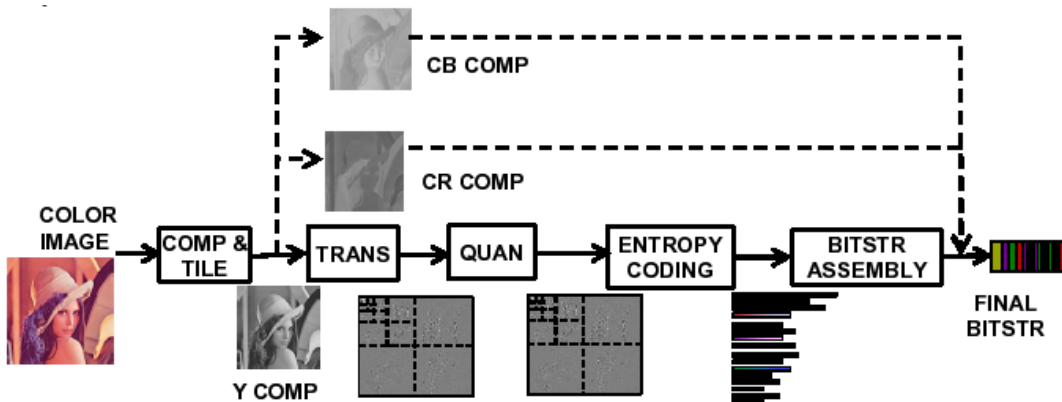 CB COMP
CR COMP
COLOR
IMAGE
COMP &
TILE
TRANS
QUAN
ENTROPY
CODING
BITSTR
ASSEMBLY
Y COMP
FINAL
BITSTR